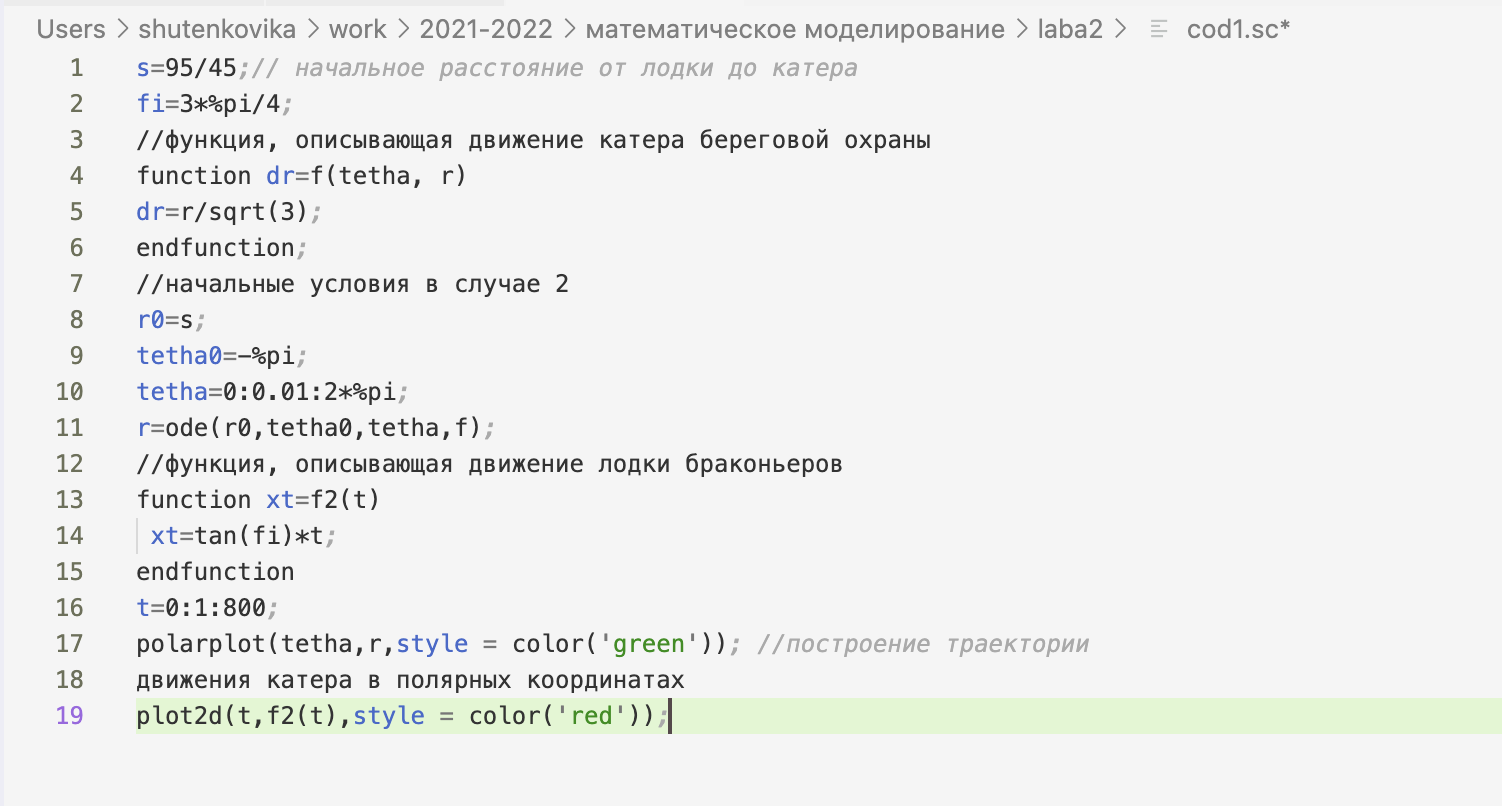 Users > shutenkovika > work > 2021-2022 > математическое моделирование > laba2 > cod1.sc*
1 s=95/45;// начальное расстояние от лодки до катера
2 fi=3*%pi/4;
3 //функция, описывающая движение катера береговой охраны
4 function dr=f(tetha, r)
5 dr=r/sqrt(3);
6 endfunction;
7 //начальные условия в случае 2
8 r0=s;
9 tetha0=-%pi;
10 tetha=0:0.01:2*%pi;
11 r=ode(r0,tetha0,tetha,f);
12 //функция, описывающая движение лодки браконьеров
13 function xt=f2(t)
14 xt=tan(fi)*t;
15 endfunction
16 t=0:1:800;
17 polarplot(tetha,r,style = color('green')); //построение траектории
18 движения катера в полярных координатах
19 plot2d(t,f2(t),style = color('red'));